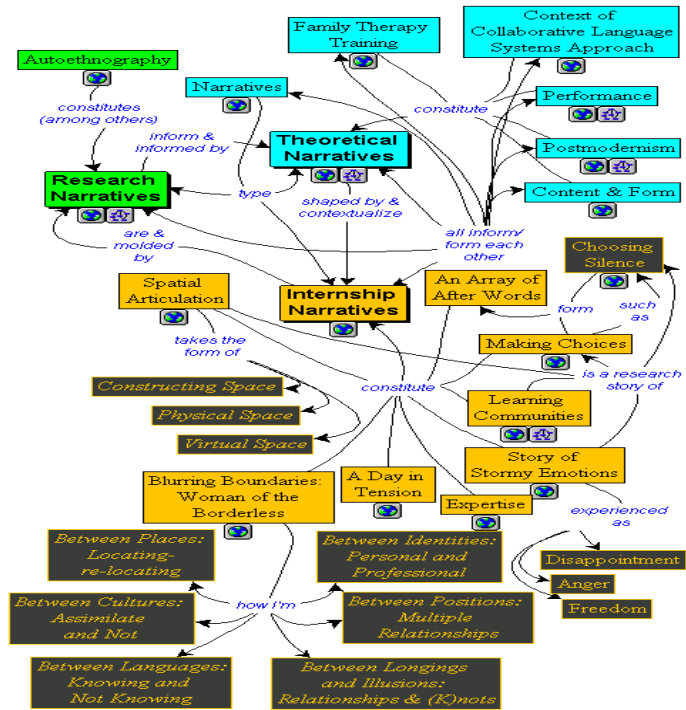 Context of
Collaborative Language
Systems Approach
Family Therapy
Training
Autoethnography
Narratives
Performance
constitutes
(among others)
constitute
inform &
informed by
Theoretical
Narratives
Postmodernism
Research
Narratives
type
shaped by &
contextualize
Content & Form
are &
molded
by
all inform/
form each
other
Choosing
Silence
Spatial
Articulation
Internship
Narratives
An Array of
After Words
form
such
as
takes the
form of
Making Choices
Constructing Space
constitute
is a research
story of
Physical Space
Learning
Communities
Virtual Space
Blurring Boundaries:
Woman of the
Borderless
A Day in
Tension
Story of
Stormy Emotions
Expertise
experienced
as
Between Places:
Locating-
re-locating
Between Identities:
Personal and
Professional
Disappointment
Anger
Freedom
Between Cultures:
Assimilate
and Not
how I'm
Between Positions:
Multiple
Relationships
Between Languages:
Knowing and
Not Knowing
Between Longings
and Illusions:
Relationships & (K)nots